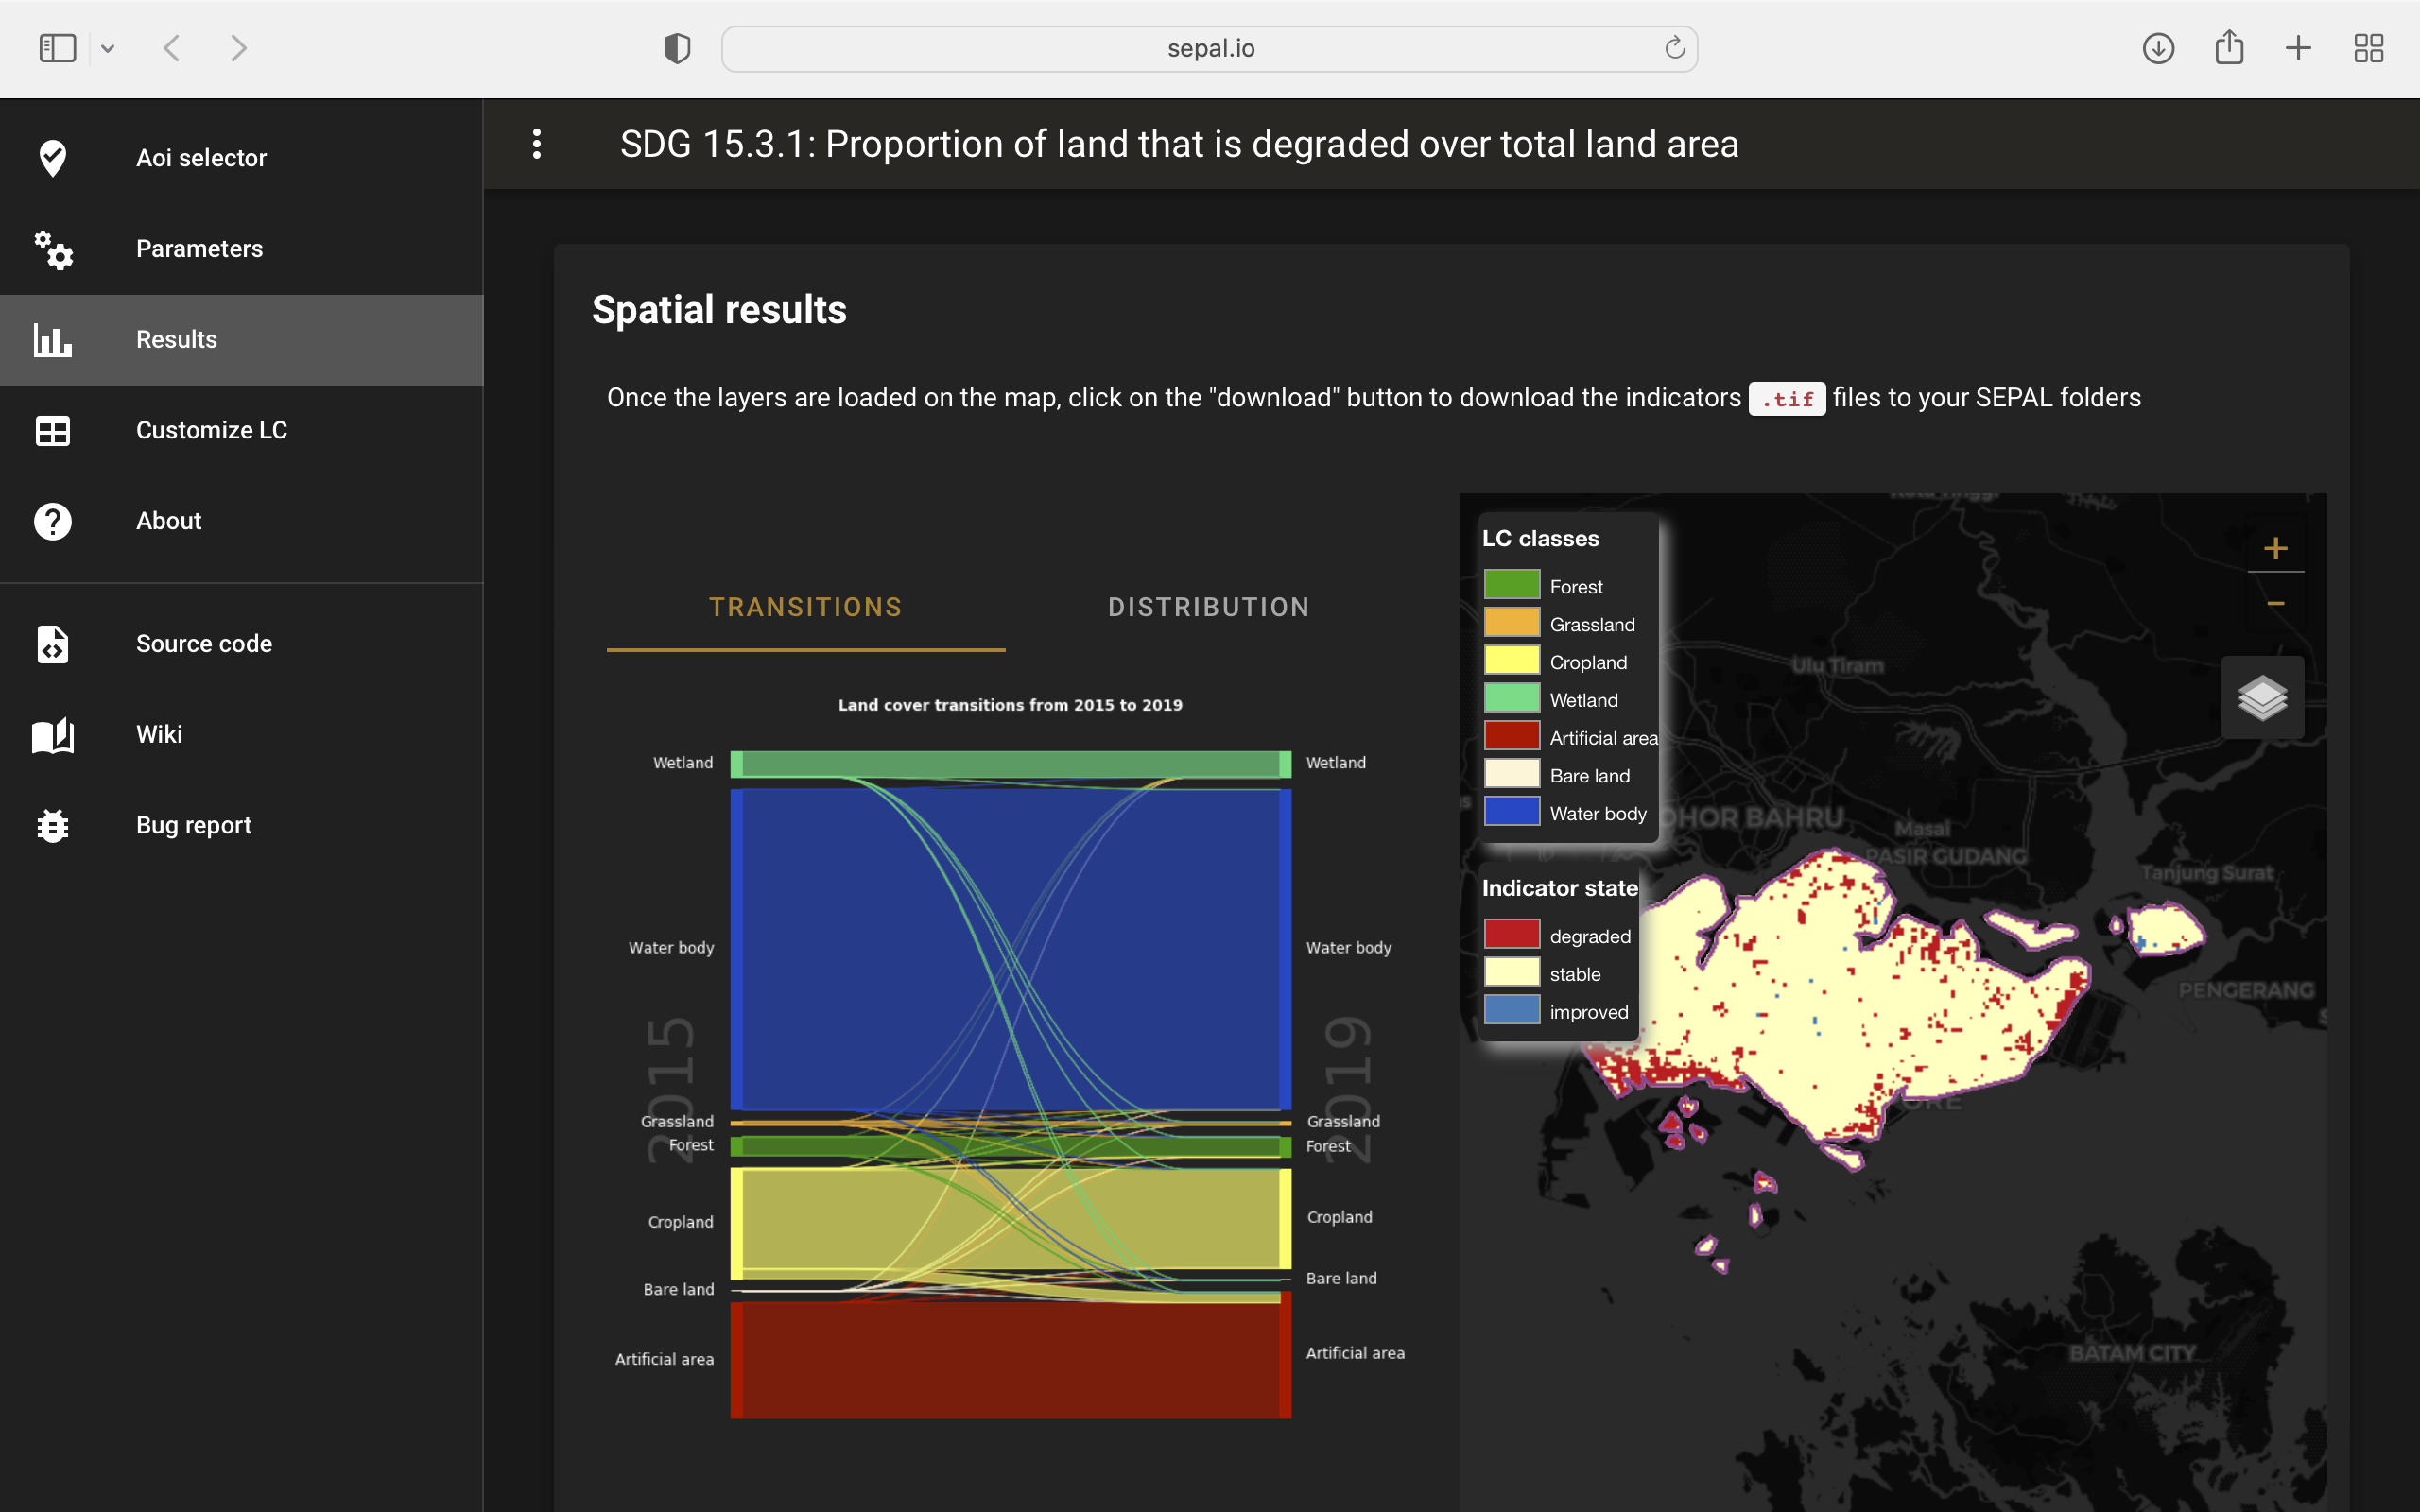 sepal.io
Aoi selector
Parameters
Results
Customize LC
About
Source code
Wiki
Bug report
SDG 15.3.1: Proportion of land that is degraded over total land area
Spatial results
Once the layers are loaded on the map, click on the "download" button to download the indicators .tif files to your SEPAL folders
TRANSITIONS
DISTRIBUTION
Land cover transitions from 2015 to 2019
Wetland
Water body
2015
Grassland
Forest
Cropland
Bare land
Artificial area
Wetland
Water body
2019
Grassland
Forest
Cropland
Bare land
Artificial area
LC classes
Forest
Grassland
Cropland
Wetland
Artificial area
Bare land
Water body
Indicator state
degraded
stable
improved
+
−
Ulu Tiram
OHOR BAHRU
Masai
PASIR GUDANG
Tanjung Surat
PENGERANG
ORE
BATAM CITY